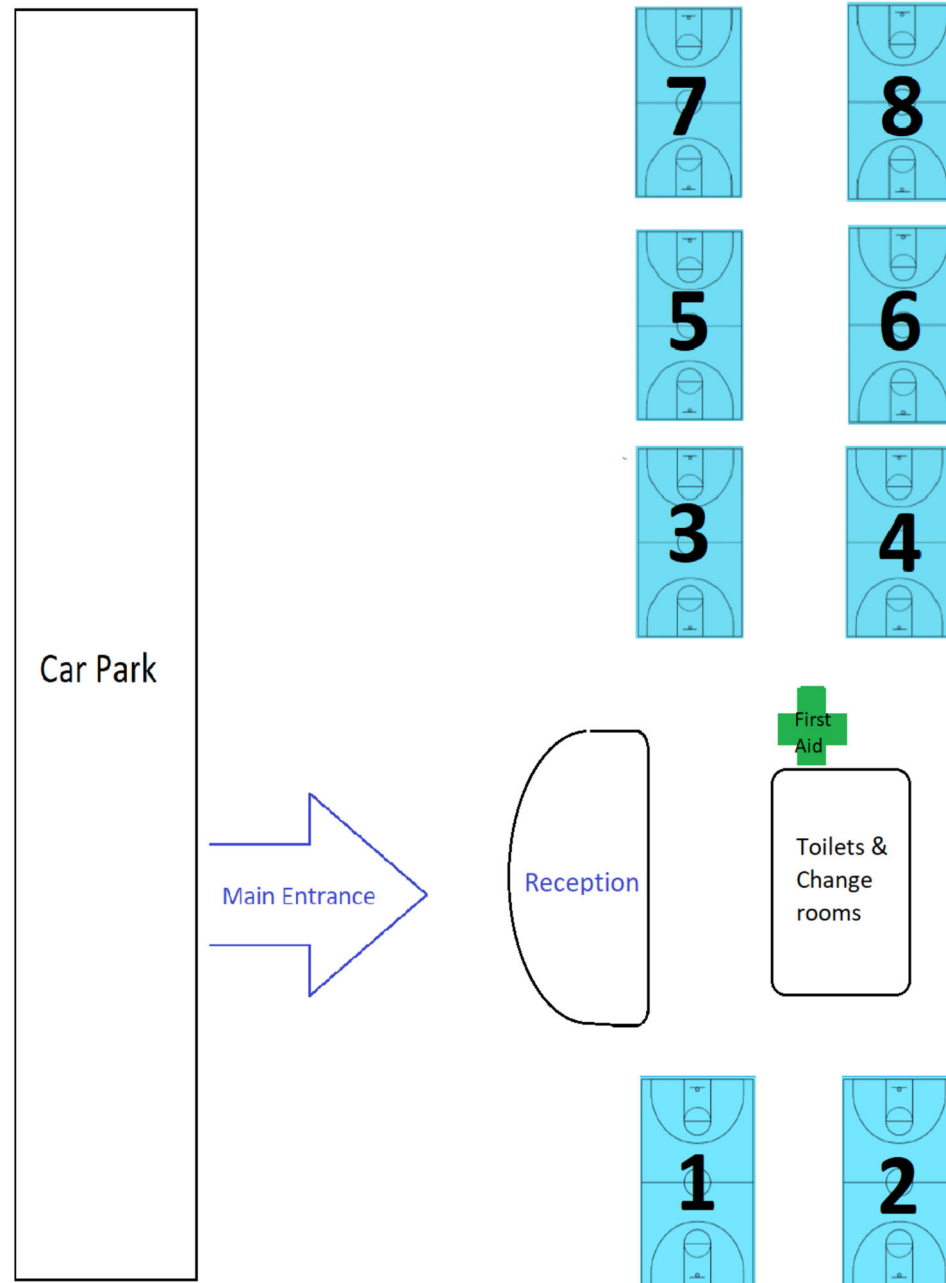 7
8
5
6
3
4
Car Park
First
Aid
Main Entrance
Reception
Toilets &
Change
rooms
1
2